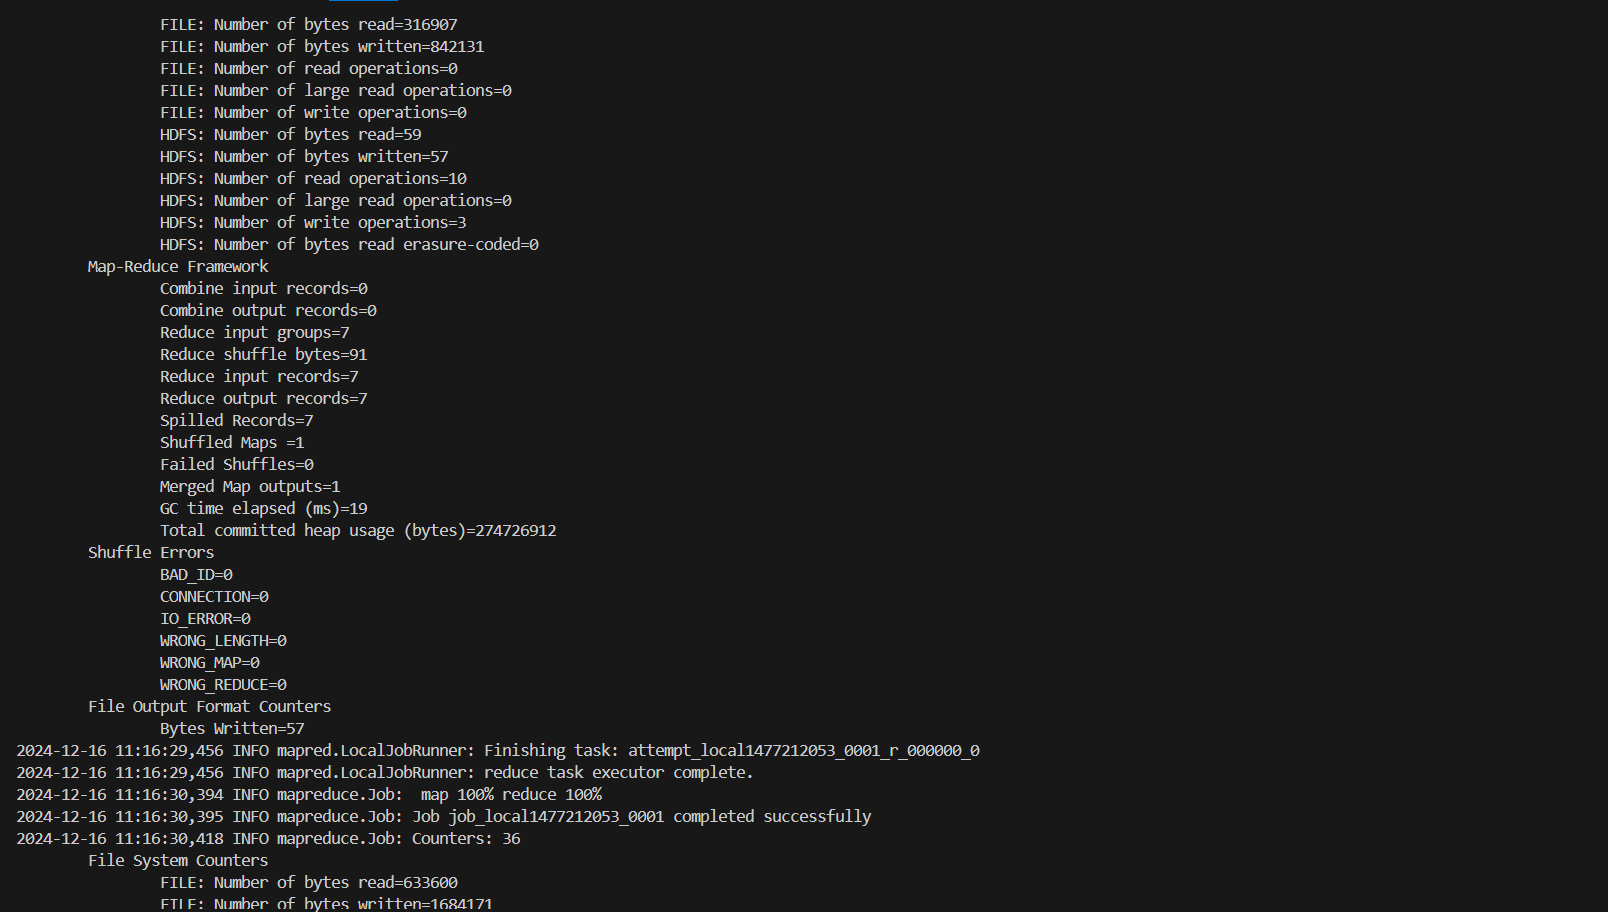 FILE: Number of bytes read=316907
FILE: Number of bytes written=842131
FILE: Number of read operations=0
FILE: Number of large read operations=0
FILE: Number of write operations=0
HDFS: Number of bytes read=59
HDFS: Number of bytes written=57
HDFS: Number of read operations=10
HDFS: Number of large read operations=0
HDFS: Number of write operations=3
HDFS: Number of bytes read erasure-coded=0
Map-Reduce Framework
Combine input records=0
Combine output records=0
Reduce input groups=7
Reduce shuffle bytes=91
Reduce input records=7
Reduce output records=7
Spilled Records=7
Shuffled Maps =1
Failed Shuffles=0
Merged Map outputs=1
GC time elapsed (ms)=19
Total committed heap usage (bytes)=274726912
Shuffle Errors
BAD_ID=0
CONNECTION=0
IO_ERROR=0
WRONG_LENGTH=0
WRONG_MAP=0
WRONG_REDUCE=0
File Output Format Counters
Bytes Written=57
2024-12-16 11:16:29,456 INFO mapred.LocalJobRunner: Finishing task: attempt_local1477212053_0001_r_000000_0
2024-12-16 11:16:29,456 INFO mapred.LocalJobRunner: reduce task executor complete.
2024-12-16 11:16:30,394 INFO mapreduce.Job:  map 100% reduce 100%
2024-12-16 11:16:30,395 INFO mapreduce.Job: Job job_local1477212053_0001 completed successfully
2024-12-16 11:16:30,418 INFO mapreduce.Job: Counters: 36
File System Counters
FILE: Number of bytes read=633600
FILE: Number of bytes written=1684171